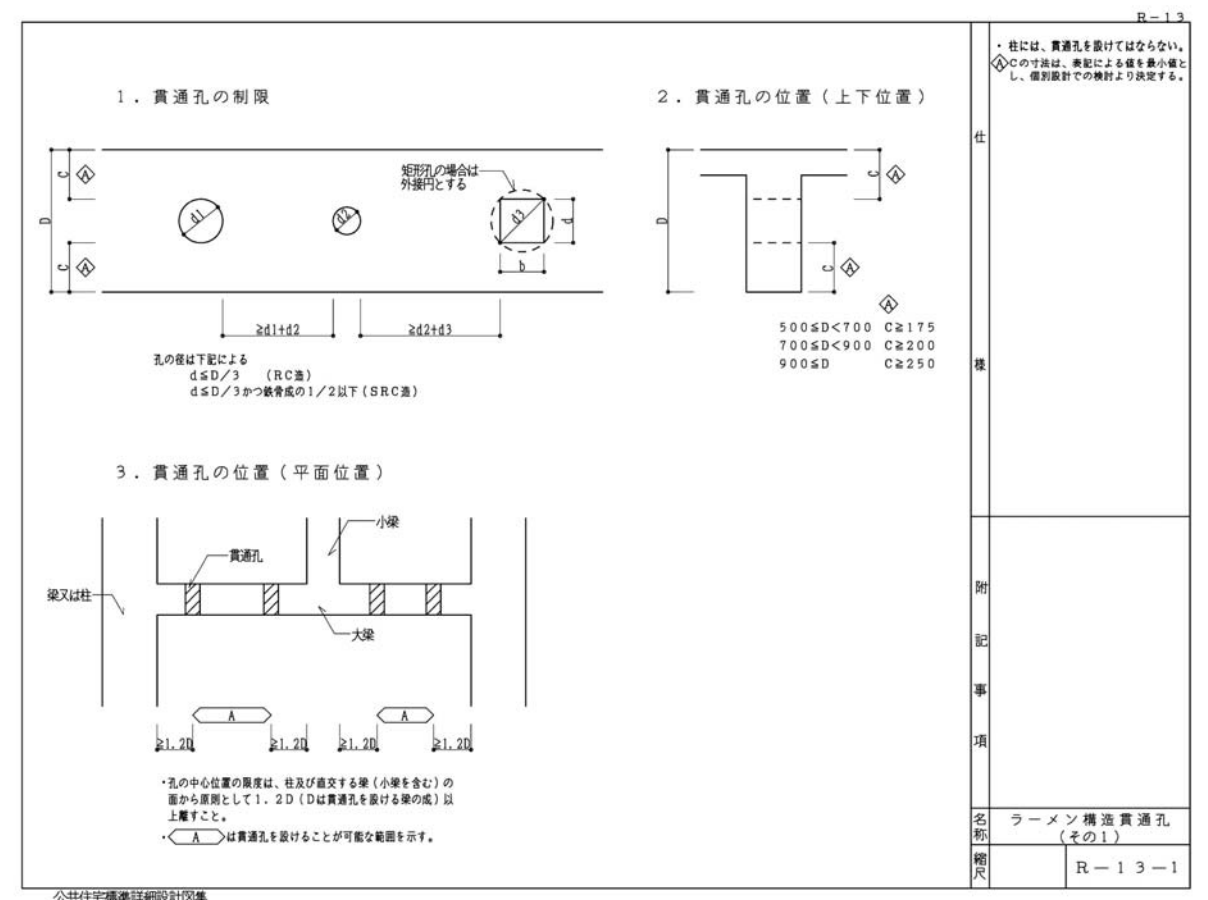 R－13
・柱には、貫通孔を設けてはならない。
Ⓐ Cの寸法は、表記による値を最小値と
し、個別設計での検討より決定する。
1．貫通孔の制限
2．貫通孔の位置（上下位置）
仕
様
矩形孔の場合は
外接円とする
D
C
A
C
A
d1
d2
d3
d
b
≧d1+d2
≧d2+d3
孔の径は下記による
d≦D／3 （RC造）
d≦D／3かつ鉄骨成の1／2以下（SRC造）
D
C
A
C
A
A
500≦D＜700 C≧175
700≦D＜900 C≧200
900≦D C≧250
3．貫通孔の位置（平面位置）
小梁
貫通孔
梁又は柱
大梁
A
A
≧1.2D
≧1.2D
≧1.2D
≧1.2D
・孔の中心位置の限度は、柱及び直交する梁（小梁を含む）の
面から原則として1．2D（Dは貫通孔を設ける梁の成）以
上離すこと。
・ A は貫通孔を設けることが可能な範囲を示す。
附
記
事
項
名称
ラーメン構造貫通孔
（その1）
縮尺
R－13－1
公共住宅標準詳細設計図集